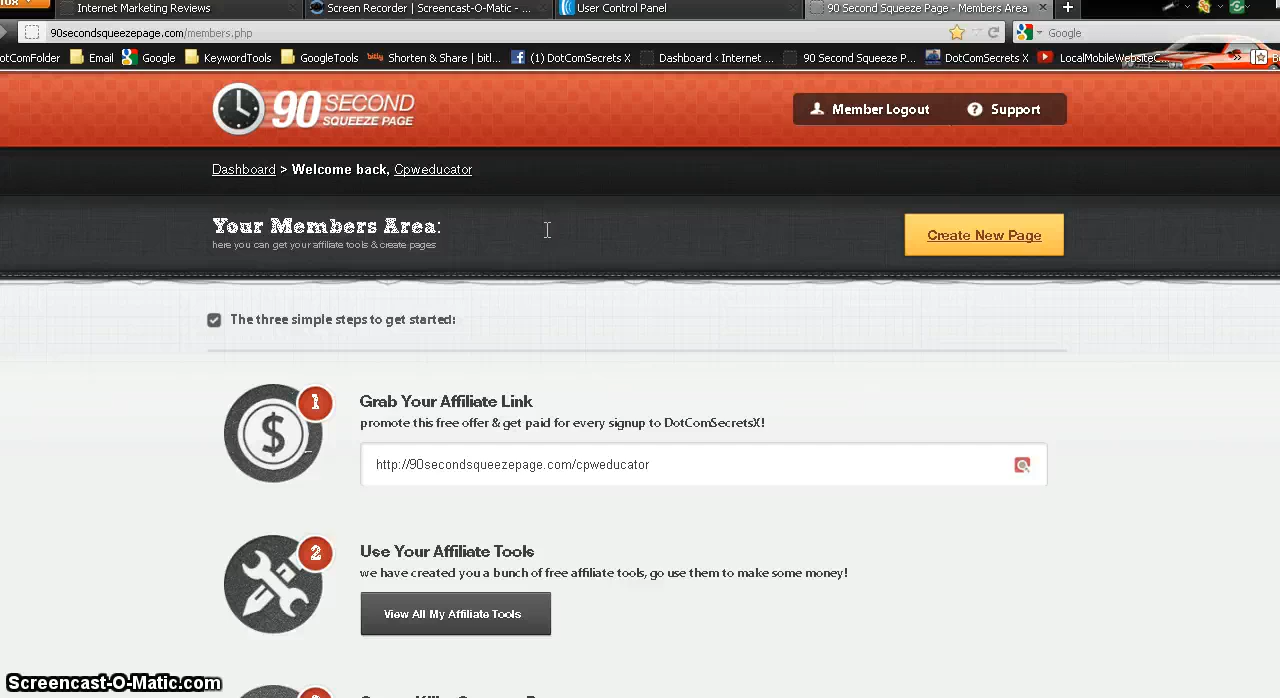 Internet Marketing Reviews
Screen Recorder | Screencast-O-Matic - ...
User Control Panel
90 Second Squeeze Page - Members Area
90secondsqueezepage.com/members.php
Google
otComFolder
Email
Google
KeywordTools
GoogleTools
bitly Shorten & Share | bitl...
(1) DotComSecrets X
Dashboard ‹ Internet ...
90 Second Squeeze P...
DotComSecrets X
LocalMobileWebsiteC...
90 SECOND
SQUEEZE PAGE
Member Logout
Support
Dashboard > Welcome back, Cpweducator
Your Members Area:
here you can get your affiliate tools & create pages
Create New Page
The three simple steps to get started:
1
Grab Your Affiliate Link
promote this free offer & get paid for every signup to DotComSecretsX!
http://90secondsqueezepage.com/cpweducator
2
Use Your Affiliate Tools
we have created you a bunch of free affiliate tools, go use them to make some money!
View All My Affiliate Tools
Screencast-O-Matic.com